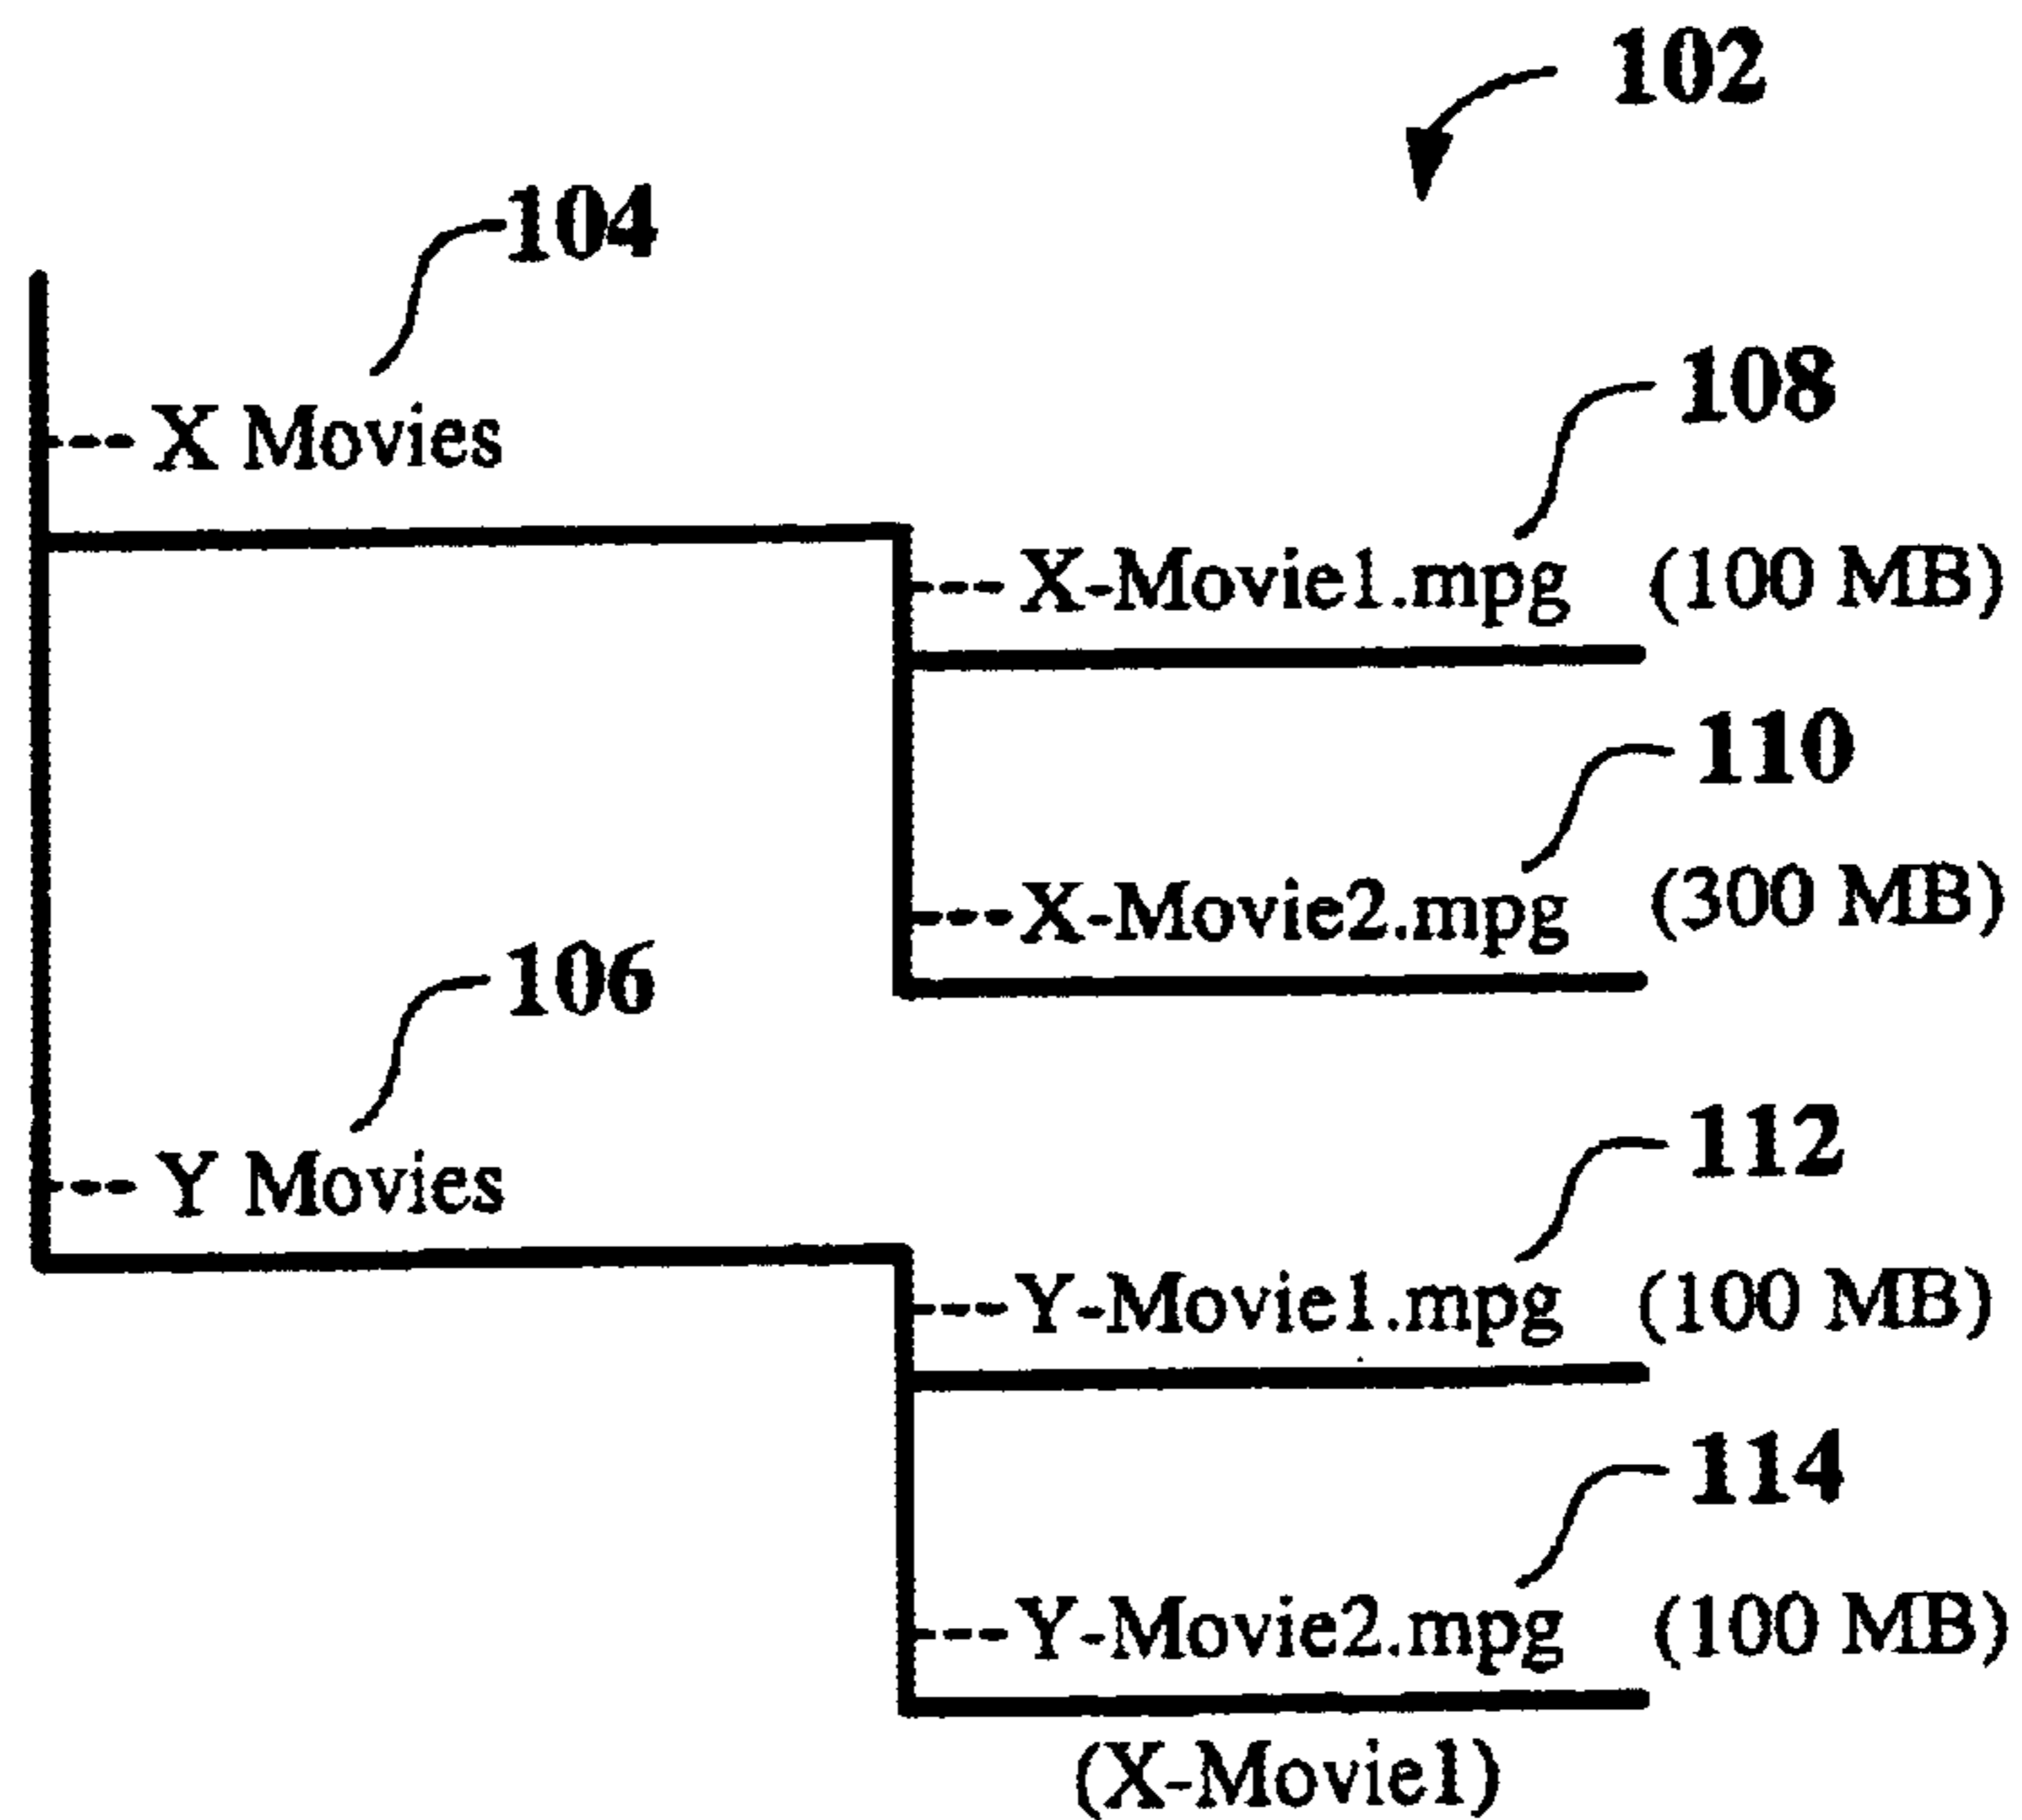 102
104
X Movies
108
X-Movie1.mpg (100 MB)
110
X-Movie2.mpg (300 MB)
106
Y Movies
112
Y-Movie1.mpg (100 MB)
114
Y-Movie2.mpg (100 MB)
(X-Movie1)